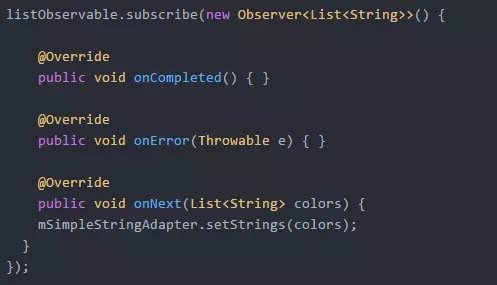 listObservable.subscribe(new Observer<List<String>>() {
@Override
public void onCompleted() { }
@Override
public void onError(Throwable e) { }
@Override
public void onNext(List<String> colors) {
mSimpleStringAdapter.setStrings(colors);
}
});